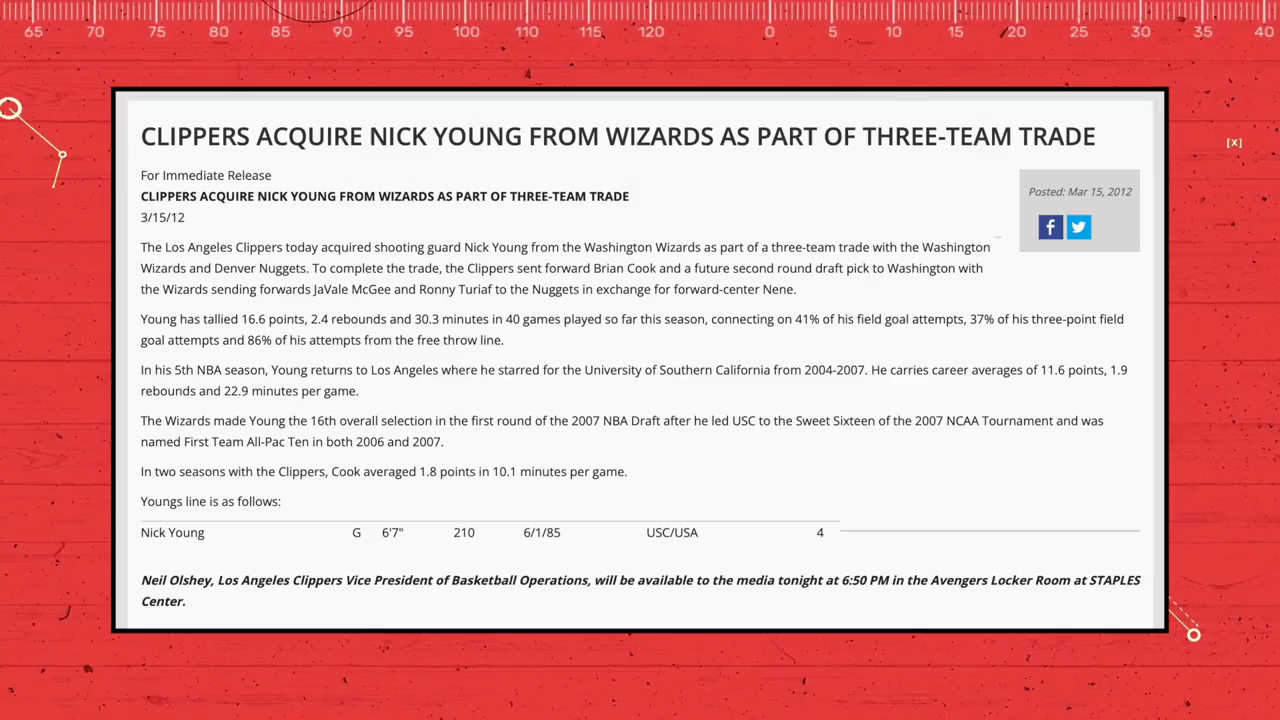 65 70 75 80 85 90 95 100 105 110 115 120 0 5 10 15 20 25 30 35 40
[X]
CLIPPERS ACQUIRE NICK YOUNG FROM WIZARDS AS PART OF THREE-TEAM TRADE
For Immediate Release
CLIPPERS ACQUIRE NICK YOUNG FROM WIZARDS AS PART OF THREE-TEAM TRADE
3/15/12
Posted: Mar 15, 2012
The Los Angeles Clippers today acquired shooting guard Nick Young from the Washington Wizards as part of a three-team trade with the Washington
Wizards and Denver Nuggets. To complete the trade, the Clippers sent forward Brian Cook and a future second round draft pick to Washington with
the Wizards sending forwards JaVale McGee and Ronny Turiaf to the Nuggets in exchange for forward-center Nene.
Young has tallied 16.6 points, 2.4 rebounds and 30.3 minutes in 40 games played so far this season, connecting on 41% of his field goal attempts, 37% of his three-point field
goal attempts and 86% of his attempts from the free throw line.
In his 5th NBA season, Young returns to Los Angeles where he starred for the University of Southern California from 2004-2007. He carries career averages of 11.6 points, 1.9
rebounds and 22.9 minutes per game.
The Wizards made Young the 16th overall selection in the first round of the 2007 NBA Draft after he led USC to the Sweet Sixteen of the 2007 NCAA Tournament and was
named First Team All-Pac Ten in both 2006 and 2007.
In two seasons with the Clippers, Cook averaged 1.8 points in 10.1 minutes per game.
Youngs line is as follows:
Nick Young G 6'7" 210 6/1/85 USC/USA 4
Neil Olshey, Los Angeles Clippers Vice President of Basketball Operations, will be available to the media tonight at 6:50 PM in the Avengers Locker Room at STAPLES
Center.